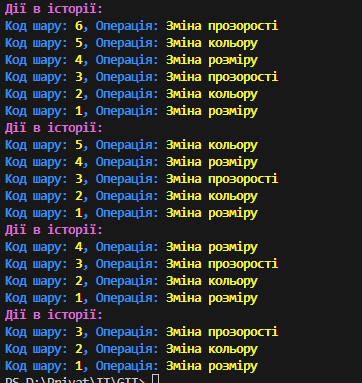 Дії в історії:
Код шару: 6, Операція: Зміна прозорості
Код шару: 5, Операція: Зміна кольору
Код шару: 4, Операція: Зміна розміру
Код шару: 3, Операція: Зміна прозорості
Код шару: 2, Операція: Зміна кольору
Код шару: 1, Операція: Зміна розміру
Дії в історії:
Код шару: 5, Операція: Зміна кольору
Код шару: 4, Операція: Зміна розміру
Код шару: 3, Операція: Зміна прозорості
Код шару: 2, Операція: Зміна кольору
Код шару: 1, Операція: Зміна розміру
Дії в історії:
Код шару: 4, Операція: Зміна розміру
Код шару: 3, Операція: Зміна прозорості
Код шару: 2, Операція: Зміна кольору
Код шару: 1, Операція: Зміна розміру
Дії в історії:
Код шару: 3, Операція: Зміна прозорості
Код шару: 2, Операція: Зміна кольору
Код шару: 1, Операція: Зміна розміру
PS D:\Privat\IT\GIT>